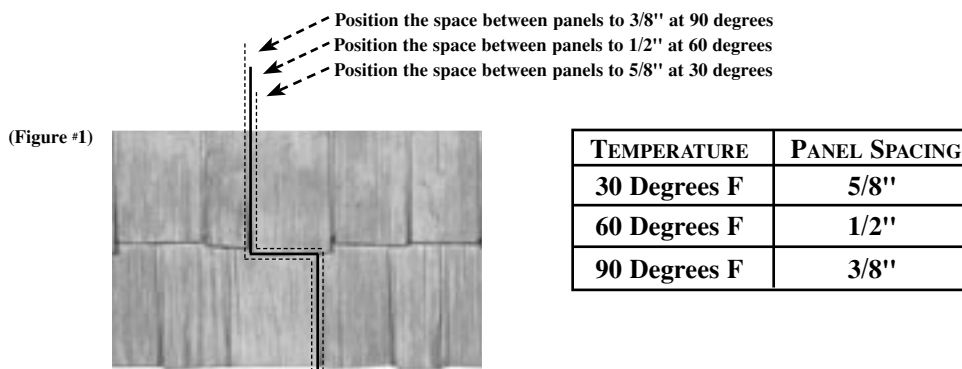 Position the space between panels to 3/8" at 90 degrees
Position the space between panels to 1/2" at 60 degrees
Position the space between panels to 5/8" at 30 degrees
(Figure #1)
TEMPERATURE PANEL SPACING
30 Degrees F 5/8"
60 Degrees F 1/2"
90 Degrees F 3/8"